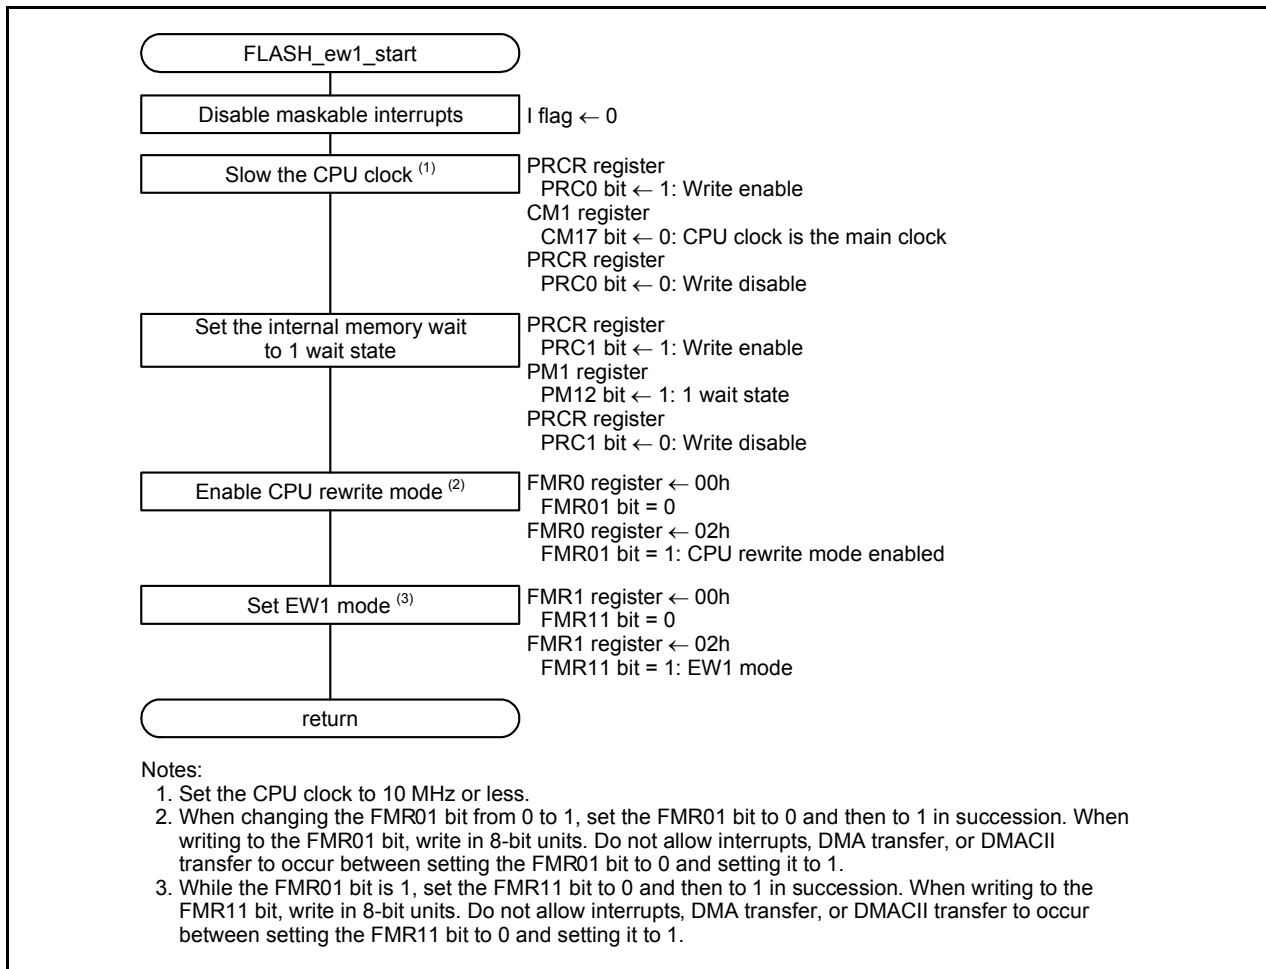 FLASH_ew1_start
Disable maskable interrupts
I flag ← 0
Slow the CPU clock (1)
PRCR register
PRC0 bit ← 1: Write enable
CM1 register
CM17 bit ← 0: CPU clock is the main clock
PRCR register
PRC0 bit ← 0: Write disable
Set the internal memory wait
to 1 wait state
PRCR register
PRC1 bit ← 1: Write enable
PM1 register
PM12 bit ← 1: 1 wait state
PRCR register
PRC1 bit ← 0: Write disable
Enable CPU rewrite mode (2)
FMR0 register ← 00h
FMR01 bit = 0
FMR0 register ← 02h
FMR01 bit = 1: CPU rewrite mode enabled
Set EW1 mode (3)
FMR1 register ← 00h
FMR11 bit = 0
FMR1 register ← 02h
FMR11 bit = 1: EW1 mode
return
Notes:
1. Set the CPU clock to 10 MHz or less.
2. When changing the FMR01 bit from 0 to 1, set the FMR01 bit to 0 and then to 1 in succession. When
writing to the FMR01 bit, write in 8-bit units. Do not allow interrupts, DMA transfer, or DMACII
transfer to occur between setting the FMR01 bit to 0 and setting it to 1.
3. While the FMR01 bit is 1, set the FMR11 bit to 0 and then to 1 in succession. When writing to the
FMR11 bit, write in 8-bit units. Do not allow interrupts, DMA transfer, or DMACII transfer to occur
between setting the FMR11 bit to 0 and setting it to 1.